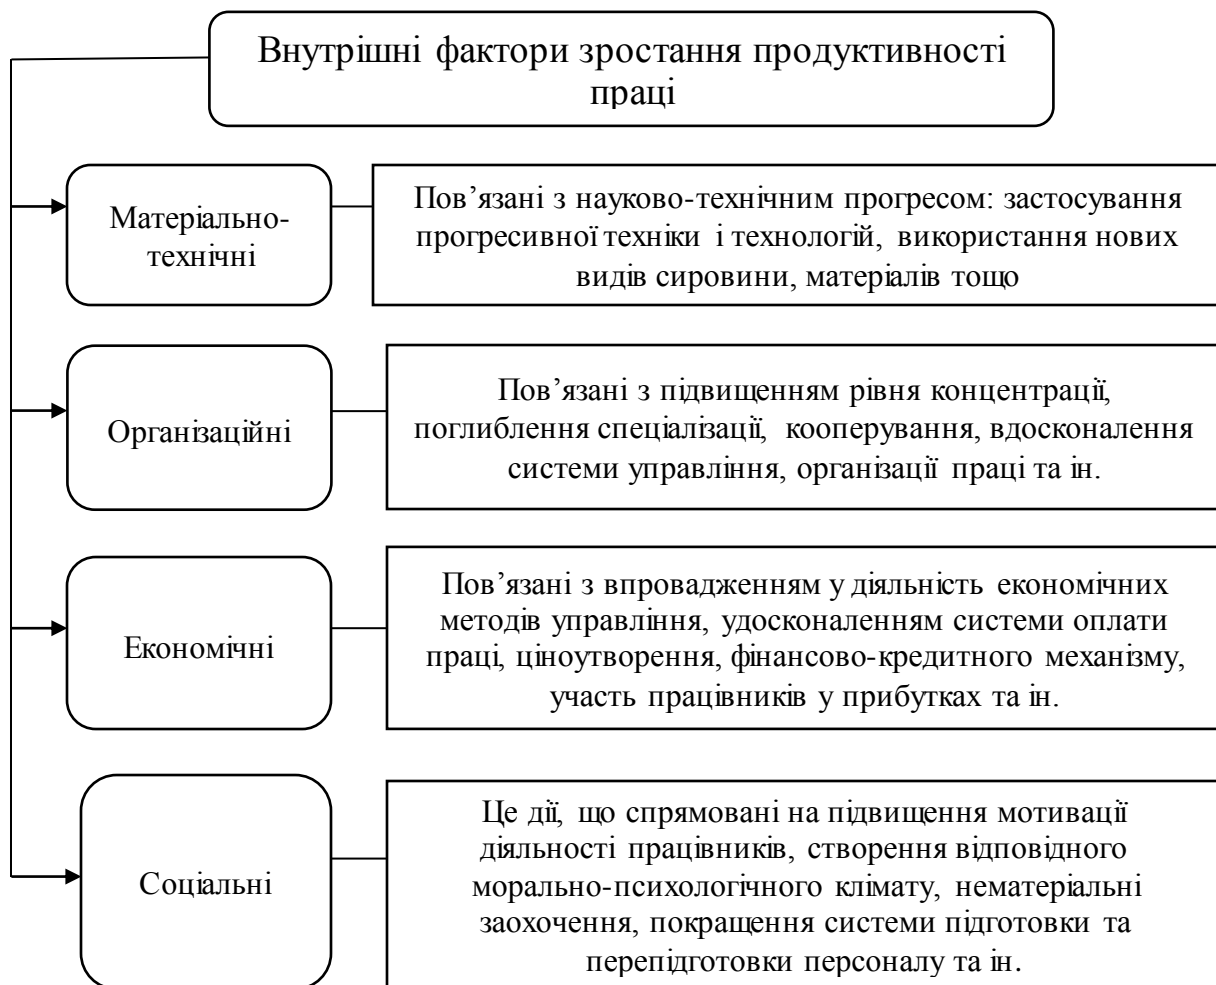 Внутрішні фактори зростання продуктивності
праці
Матеріально-
технічні
Пов’язані з науково-технічним прогресом: застосування
прогресивної техніки і технологій, використання нових
видів сировини, матеріалів тощо
Організаційні
Пов’язані з підвищенням рівня концентрації,
поглиблення спеціалізації, кооперування, вдосконалення
системи управління, організації праці та ін.
Економічні
Пов’язані з впровадженням у діяльність економічних
методів управління, удосконаленням системи оплати
праці, ціноутворення, фінансово-кредитного механізму,
участь працівників у прибутках та ін.
Соціальні
Це дії, що спрямовані на підвищення мотивації
діяльності працівників, створення відповідного
морально-психологічного клімату, нематеріальні
заохочення, покращення системи підготовки та
перепідготовки персоналу та ін.